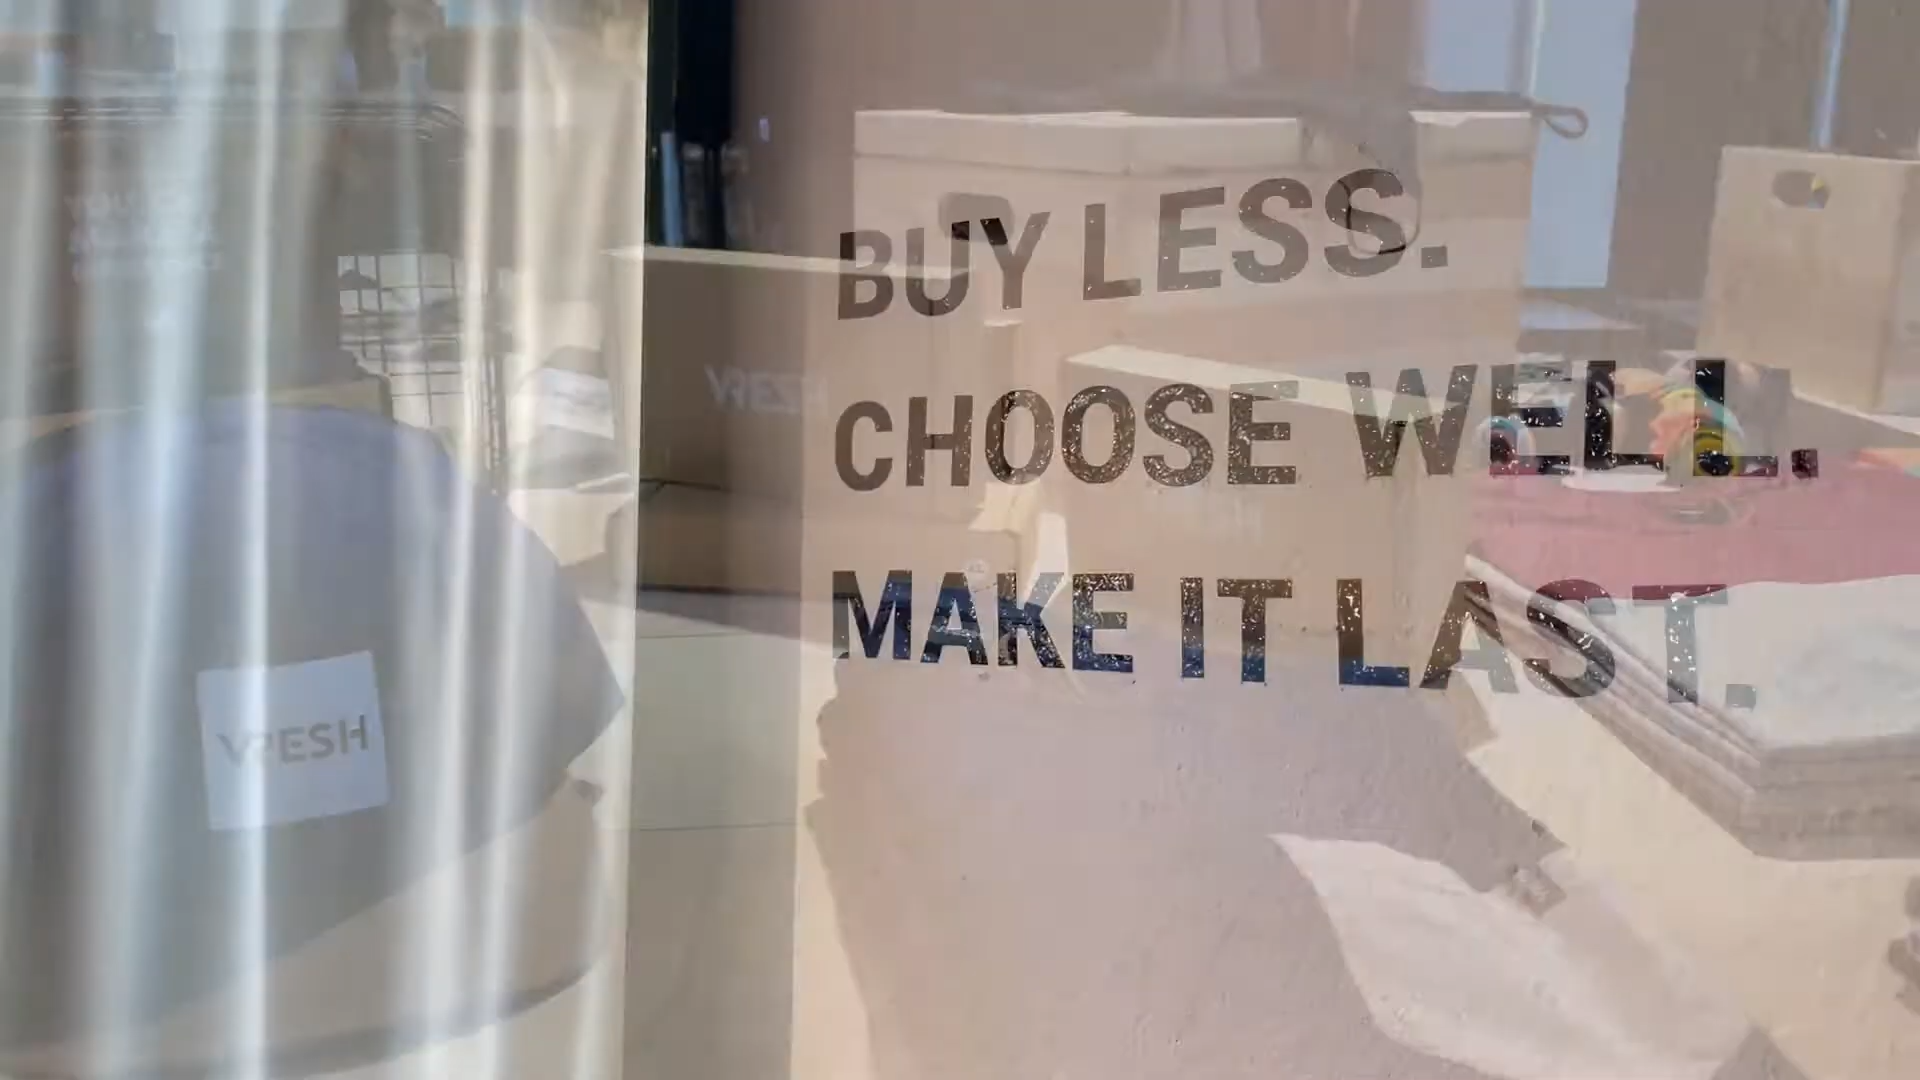 BUY LESS.
CHOOSE WELL.
MAKE IT LAST.
VRESH
VRESH